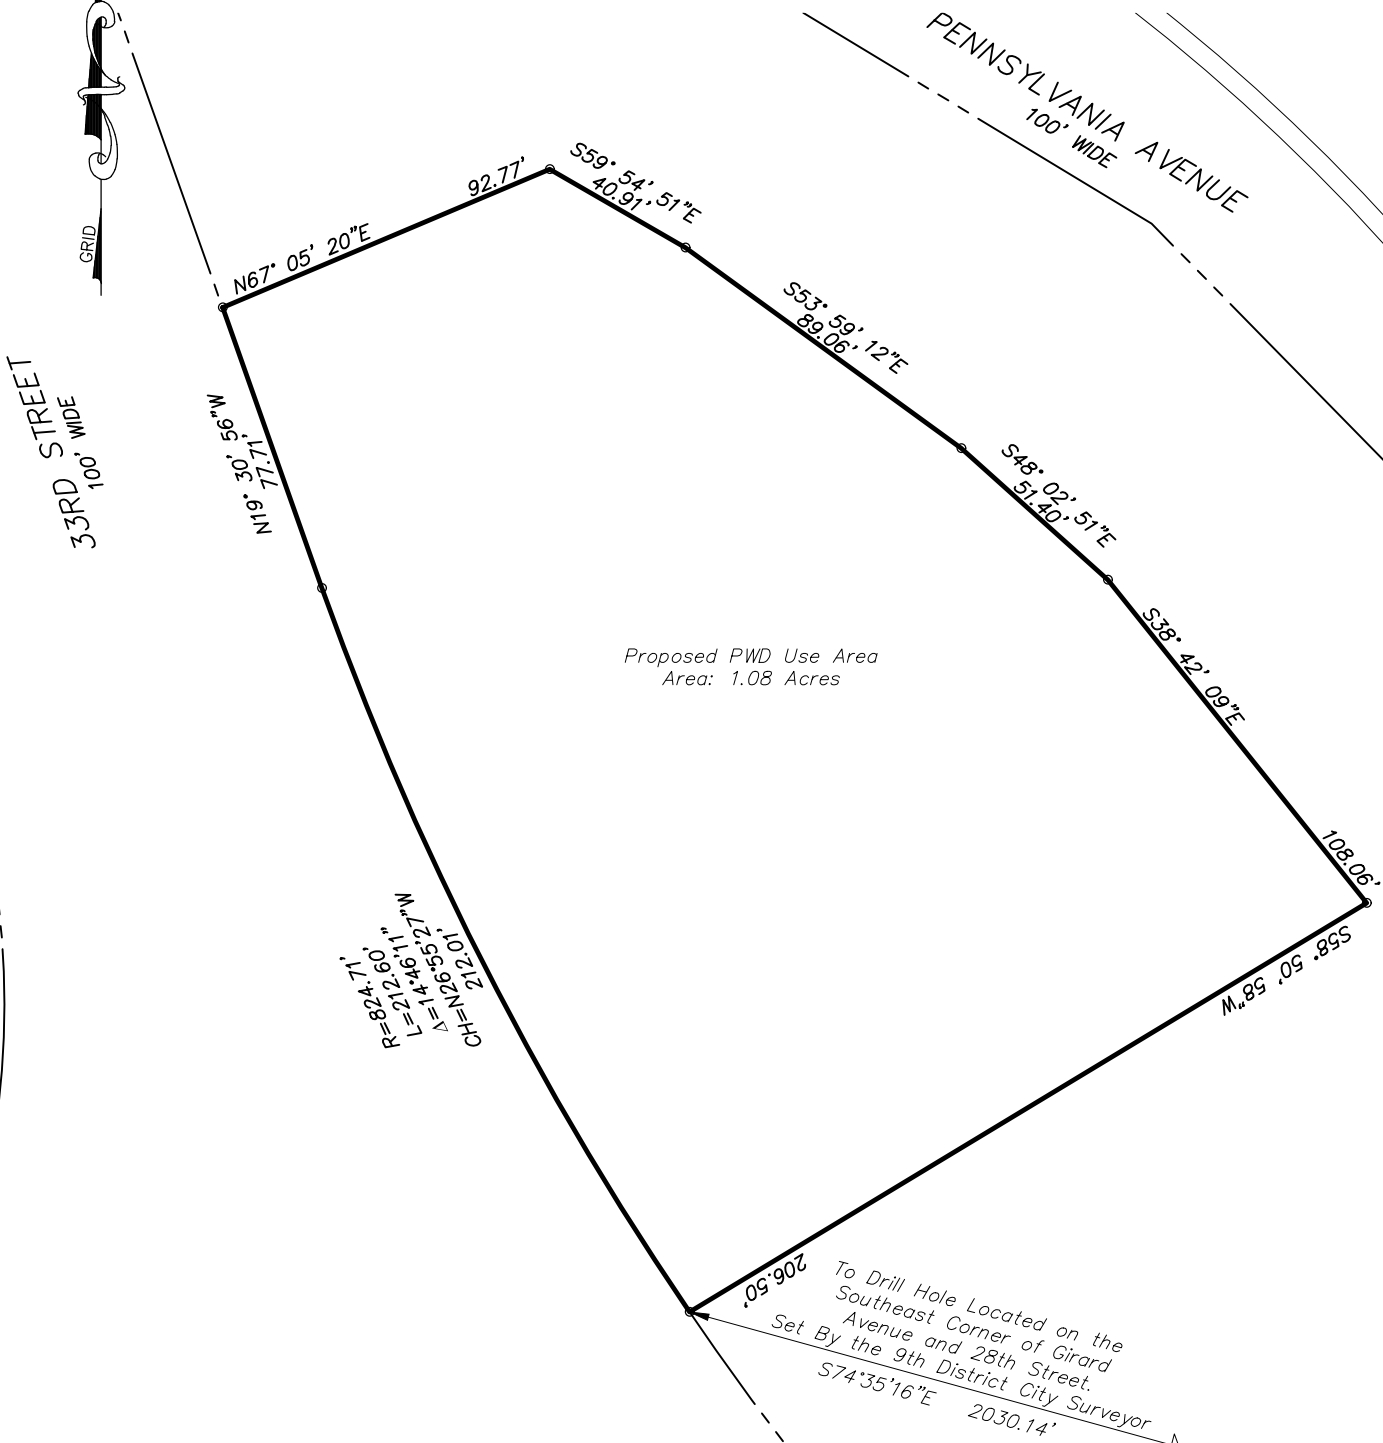 PENNSYLVANIA AVENUE
100' WIDE
GRID
33RD STREET
100' WIDE
N67° 05' 20"E
92.77'
S59° 54' 51"E
40.91'
S53° 59' 12"E
89.06'
S48° 02' 51"E
51.40'
S38° 42' 09"E
108.06'
N19° 30' 56"W
77.71'
Proposed PWD Use Area
Area: 1.08 Acres
R=824.71'
L=212.60'
Δ=14°46'11"
CH=N26°55'27"W
212.01'
S58° 50' 58"W
206.50'
To Drill Hole Located on the
Southeast Corner of Girard
Avenue and 28th Street.
Set By the 9th District City Surveyor
S74°35'16"E 2030.14'